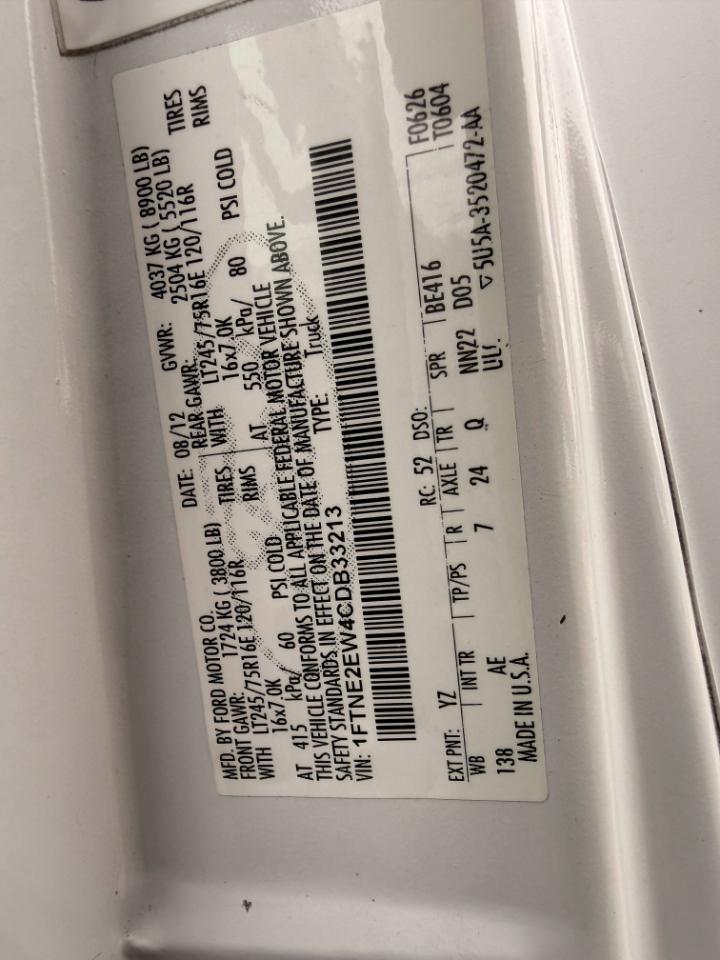 MFD. BY FORD MOTOR CO.
DATE: 08/12
GVWR: 4037 KG ( 8900 LB)
FRONT GAWR: 1724 KG ( 3800 LB)
REAR GAWR: 2504 KG ( 5520 LB)
WITH LT245/75R16E 120/116R TIRES
WITH LT245/75R16E 120/116R TIRES
16x7.0K RIMS
16x7.0K RIMS
AT 415 kPa/ 60 PSI COLD
AT 550 kPa/ 80 PSI COLD
THIS VEHICLE CONFORMS TO ALL APPLICABLE FEDERAL MOTOR VEHICLE
SAFETY STANDARDS IN EFFECT ON THE DATE OF MANUFACTURE SHOWN ABOVE.
VIN: 1FTNE2EW4CDB33213
TYPE: Truck
F0626
T0604
EXT PNT: YZ
RC: 52 DSO:
WB INT TR TP/PS R AXLE TR SPR BE416
138 AE 7 24 Q NN22 D05
MADE IN U.S.A.
▽5U5A-3520472-AA